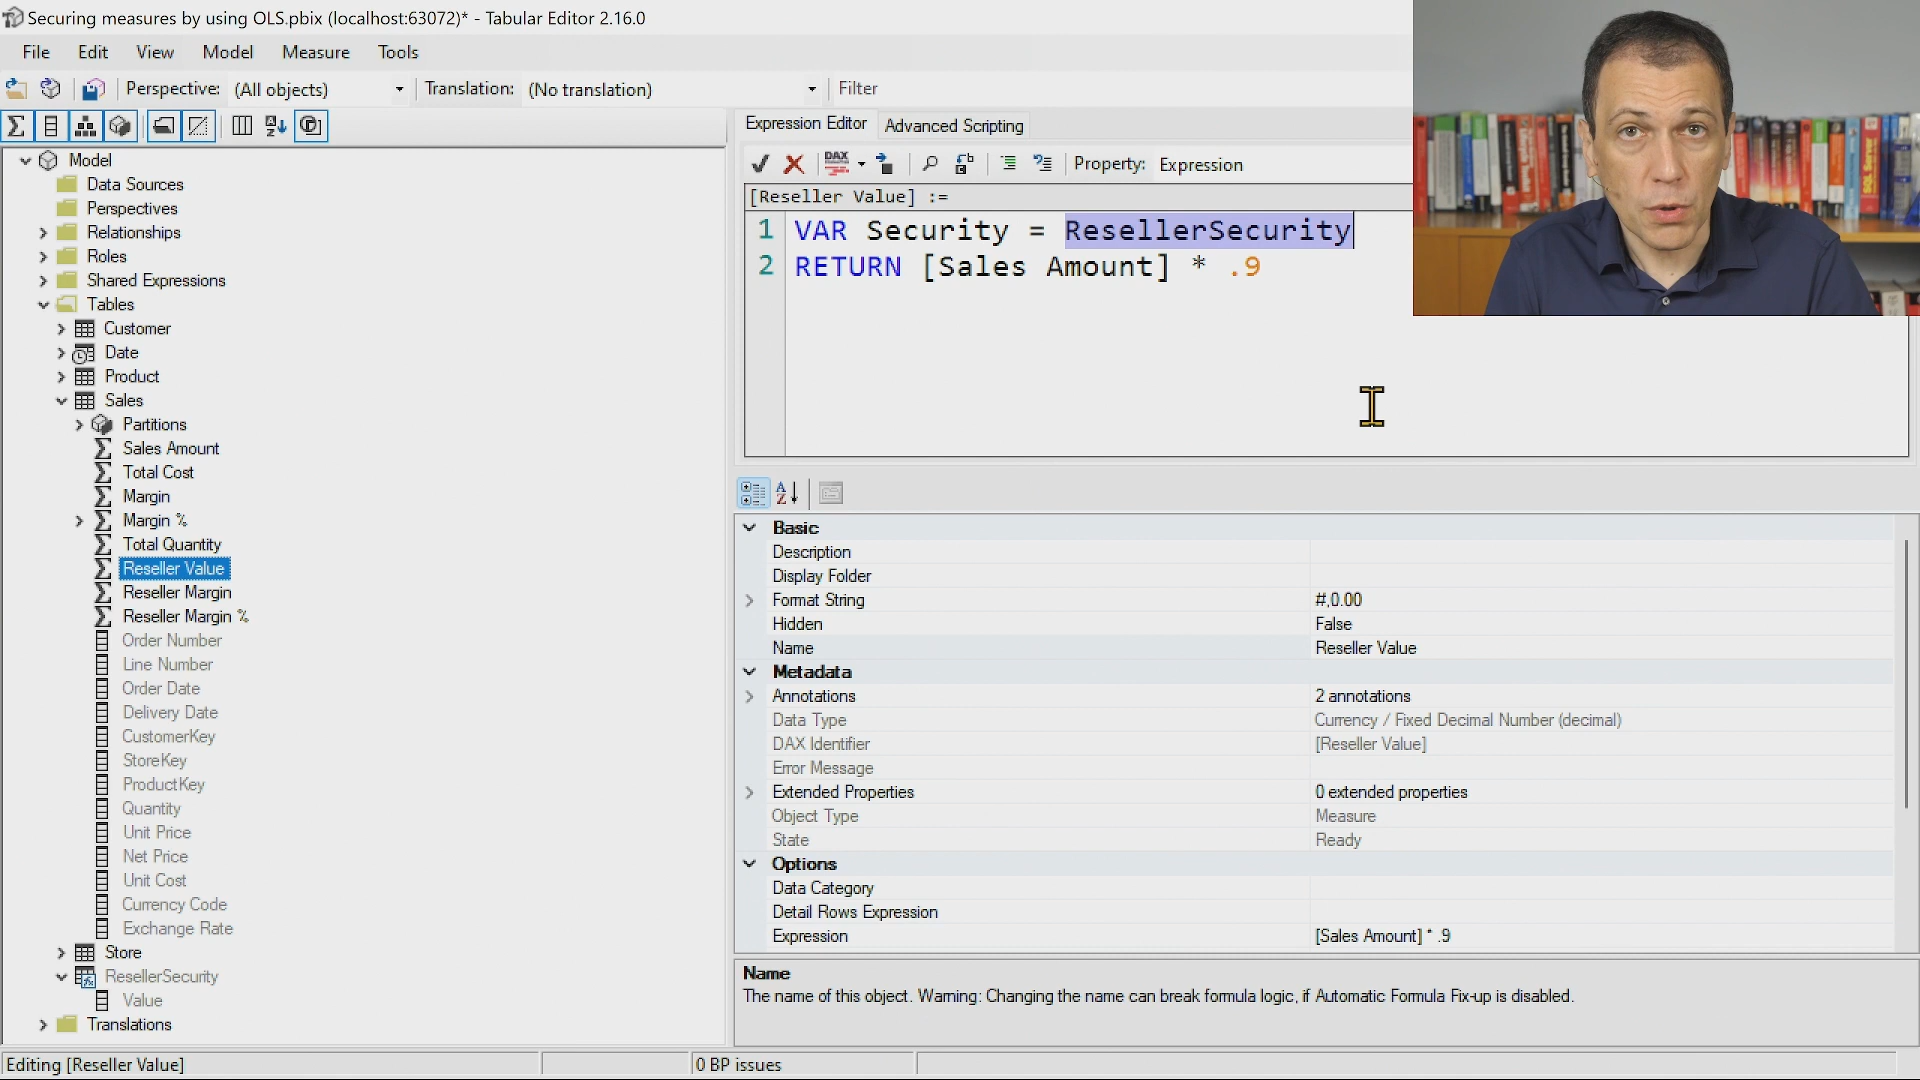 Securing measures by using OLS.pbix (localhost:63072)* - Tabular Editor 2.16.0
File Edit View Model Measure Tools
Perspective: (All objects) Translation: (No translation) Filter
Expression Editor Advanced Scripting
DAX Property: Expression
[Reseller Value] :=
1 VAR Security = ResellerSecurity
2 RETURN [Sales Amount] * .9
Model
Data Sources
Perspectives
Relationships
Roles
Shared Expressions
Tables
Customer
Date
Product
Sales
Partitions
Sales Amount
Total Cost
Margin
Margin %
Total Quantity
Reseller Value
Reseller Margin
Reseller Margin %
Order Number
Line Number
Order Date
Delivery Date
CustomerKey
StoreKey
ProductKey
Quantity
Unit Price
Net Price
Unit Cost
Currency Code
Exchange Rate
Store
ResellerSecurity
Value
Translations
Basic
Description
Display Folder
Format String #,0.00
Hidden False
Name Reseller Value
Metadata
Annotations 2 annotations
Data Type Currency / Fixed Decimal Number (decimal)
DAX Identifier [Reseller Value]
Error Message
Extended Properties 0 extended properties
Object Type Measure
State Ready
Options
Data Category
Detail Rows Expression
Expression [Sales Amount] * .9
Name
The name of this object. Warning: Changing the name can break formula logic, if Automatic Formula Fix-up is disabled.
Editing [Reseller Value] 0 BP issues
SQL Server